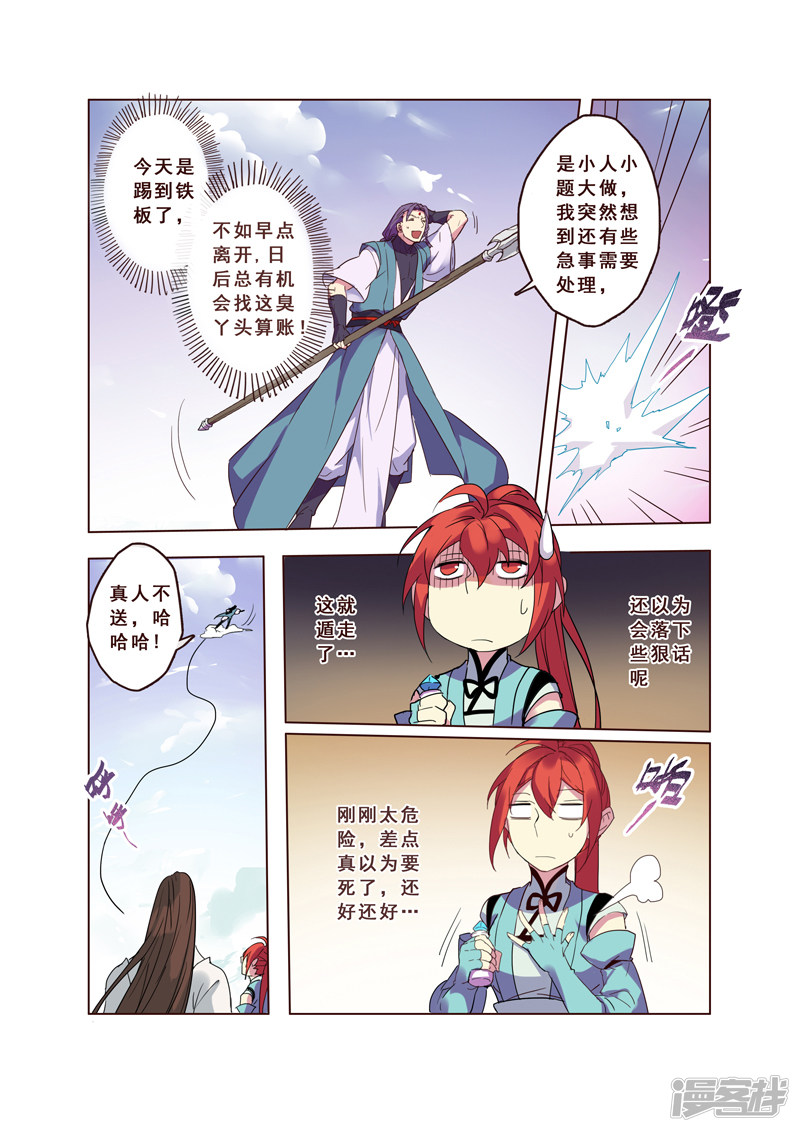 今天是
踢到铁
板了，
不如早点
离开，日
后总有机
会找这臭
丫头算账！
是小人小
题大做，
我突然想
到还有些
急事需要
处理，
真人不
送，哈
哈哈！
这就
遁走
了…
还以为
会落下
些狠话
呢
刚刚太危
险，差点
真以为要
死了，还
好还好…
漫客栈